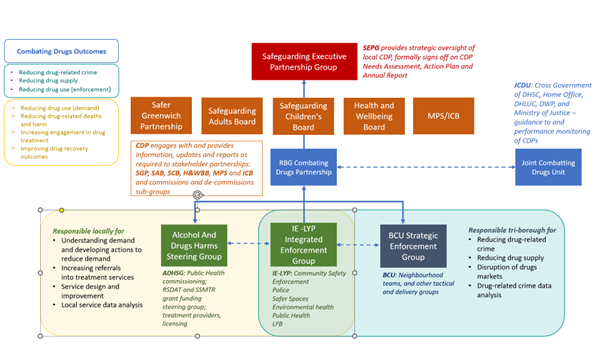 Combating Drugs Outcomes
• Reducing drug-related crime
• Reducing drug supply
• Reducing drug use (enforcement)
• Reducing drug use (demand)
• Reducing drug-related deaths
and harm
• Increasing engagement in drug
treatment
• Improving drug recovery
outcomes
Safeguarding Executive
Partnership Group
SEPG provides strategic oversight of
local CDP, formally signs off on CDP
Needs Assessment, Action Plan and
Annual Report
Safer
Greenwich
Partnership
Safeguarding
Adults Board
Safeguarding
Children's
Board
Health and
Wellbeing
Board
MPS/ICB
JCDU: Cross Government
of DHSC, Home Office,
DHLUC, DWP, and
Ministry of Justice –
guidance to and
performance monitoring
of CDPs
CDP engages with and provides
information, updates and reports as
required to stakeholder partnerships:
SGP, SAB, SCB, H&WBB, MPS and ICB
and commissions and de-commissions
sub-groups
RBG Combating
Drugs Partnership
Joint Combatting
Drugs Unit
Responsible locally for
• Understanding demand
and developing actions to
reduce demand
• Increasing referrals
into treatment services
• Service design and
improvement
• Local service data analysis
Alcohol And
Drugs Harms
Steering Group
ADHSG: Public Health
commissioning;
RSDAT and SSMTR
grant funding
steering group;
treatment providers,
licensing
IE -LYP
Integrated
Enforcement
Group
IE-LYP: Community Safety
Enforcement
Police
Safer Spaces
Environmental health
Public Health
LFB
BCU Strategic
Enforcement
Group
BCU: Neighbourhood
teams, and other tactical
and delivery groups
Responsible tri-borough for
• Reducing drug-related
crime
• Reducing drug supply
• Disruption of drugs
markets
• Drug-related crime data
analysis